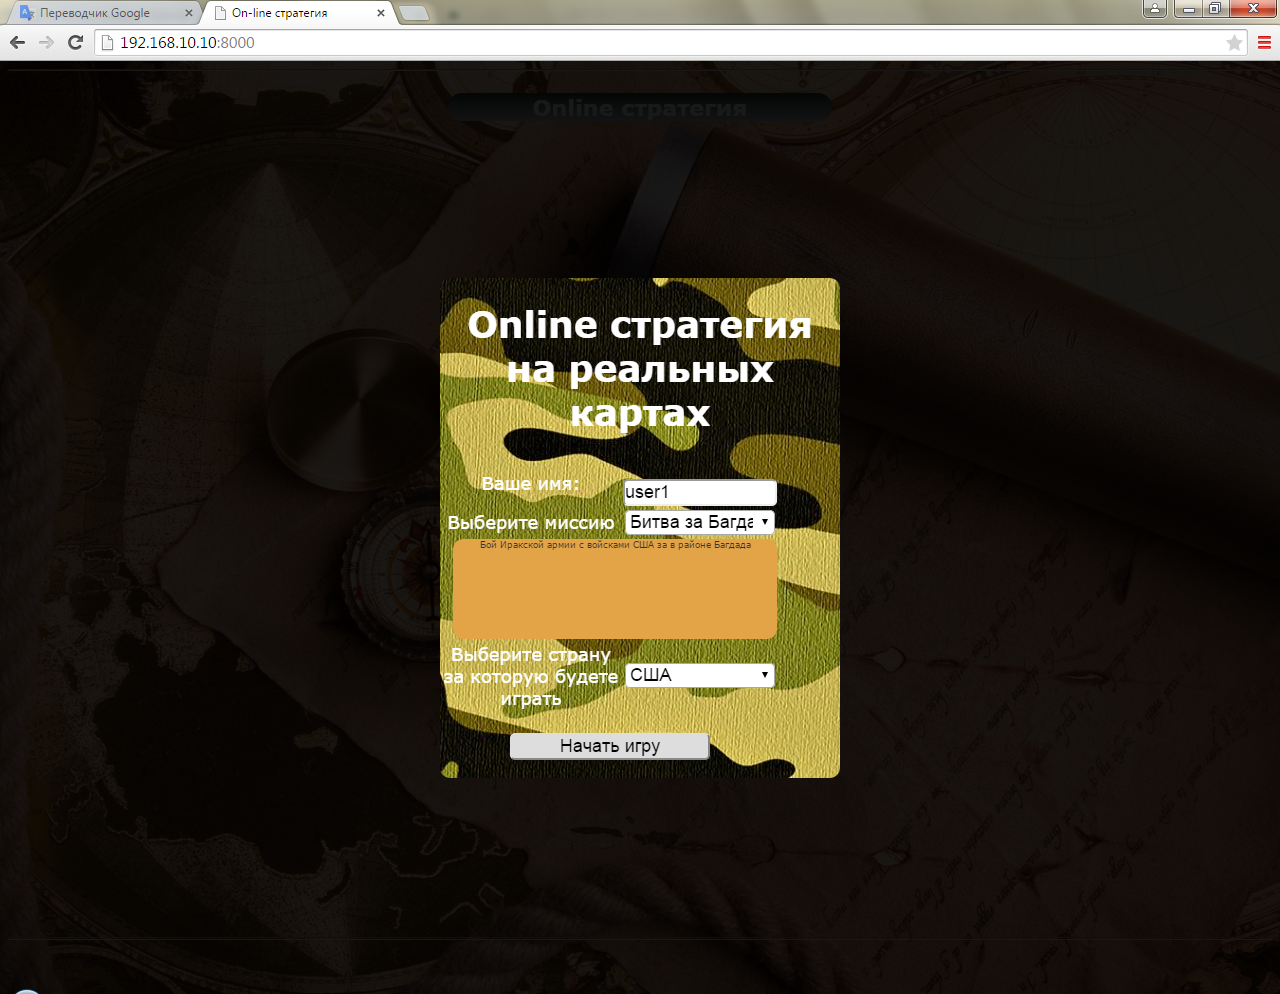 Переводчик Google
On-line стратегия
192.168.10.10:8000
Online стратегия
Online стратегия
на реальных
картах
Ваше имя:
user1
Выберите миссию
Битва за Багда
Бой Иракской армии с войсками США за в районе Багдада
Выберите страну
за которую будете
играть
США
Начать игру